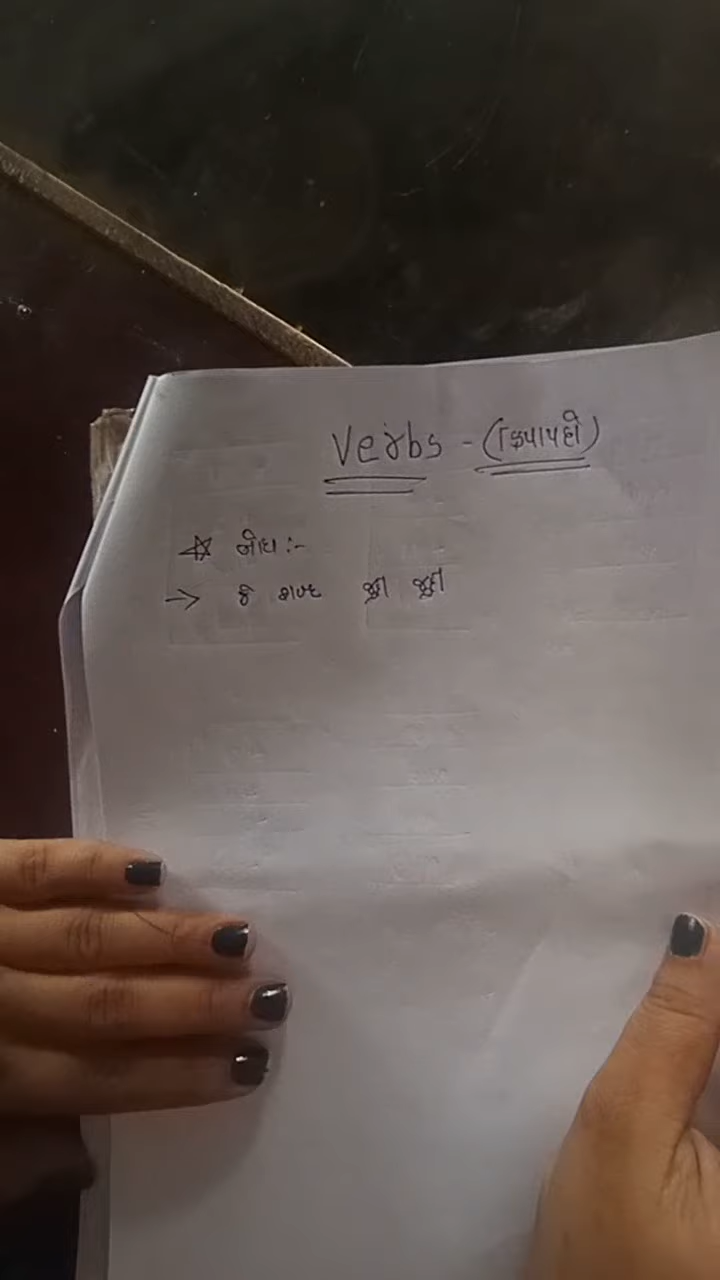 Verbs - (ક્રિયાપદો)
☆ નોંધ :-
→ જે શબ્દ